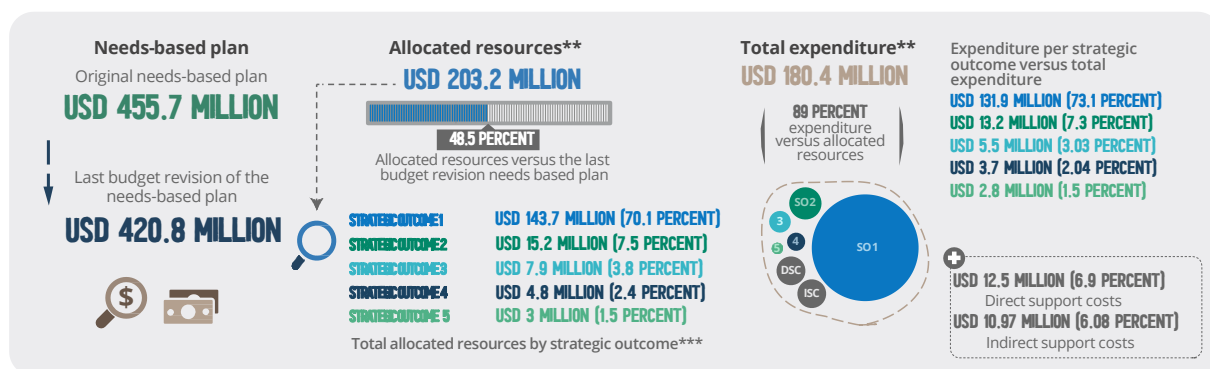 Needs-based plan
Original needs-based plan
USD 455.7 MILLION
Last budget revision of the
needs-based plan
USD 420.8 MILLION
$
Allocated resources**
USD 203.2 MILLION
48.5 PERCENT
Allocated resources versus the last
budget revision needs based plan
STRATEGIC OUTCOME 1 USD 143.7 MILLION (70.1 PERCENT)
STRATEGIC OUTCOME 2 USD 15.2 MILLION (7.5 PERCENT)
STRATEGIC OUTCOME 3 USD 7.9 MILLION (3.8 PERCENT)
STRATEGIC OUTCOME 4 USD 4.8 MILLION (2.4 PERCENT)
STRATEGIC OUTCOME 5 USD 3 MILLION (1.5 PERCENT)
Total allocated resources by strategic outcome***
Total expenditure**
USD 180.4 MILLION
89 PERCENT
expenditure
versus allocated
resources
SO2
3
4
5
SO1
DSC
ISC
Expenditure per strategic
outcome versus total
expenditure
USD 131.9 MILLION (73.1 PERCENT)
USD 13.2 MILLION (7.3 PERCENT)
USD 5.5 MILLION (3.03 PERCENT)
USD 3.7 MILLION (2.04 PERCENT)
USD 2.8 MILLION (1.5 PERCENT)
USD 12.5 MILLION (6.9 PERCENT)
Direct support costs
USD 10.97 MILLION (6.08 PERCENT)
Indirect support costs